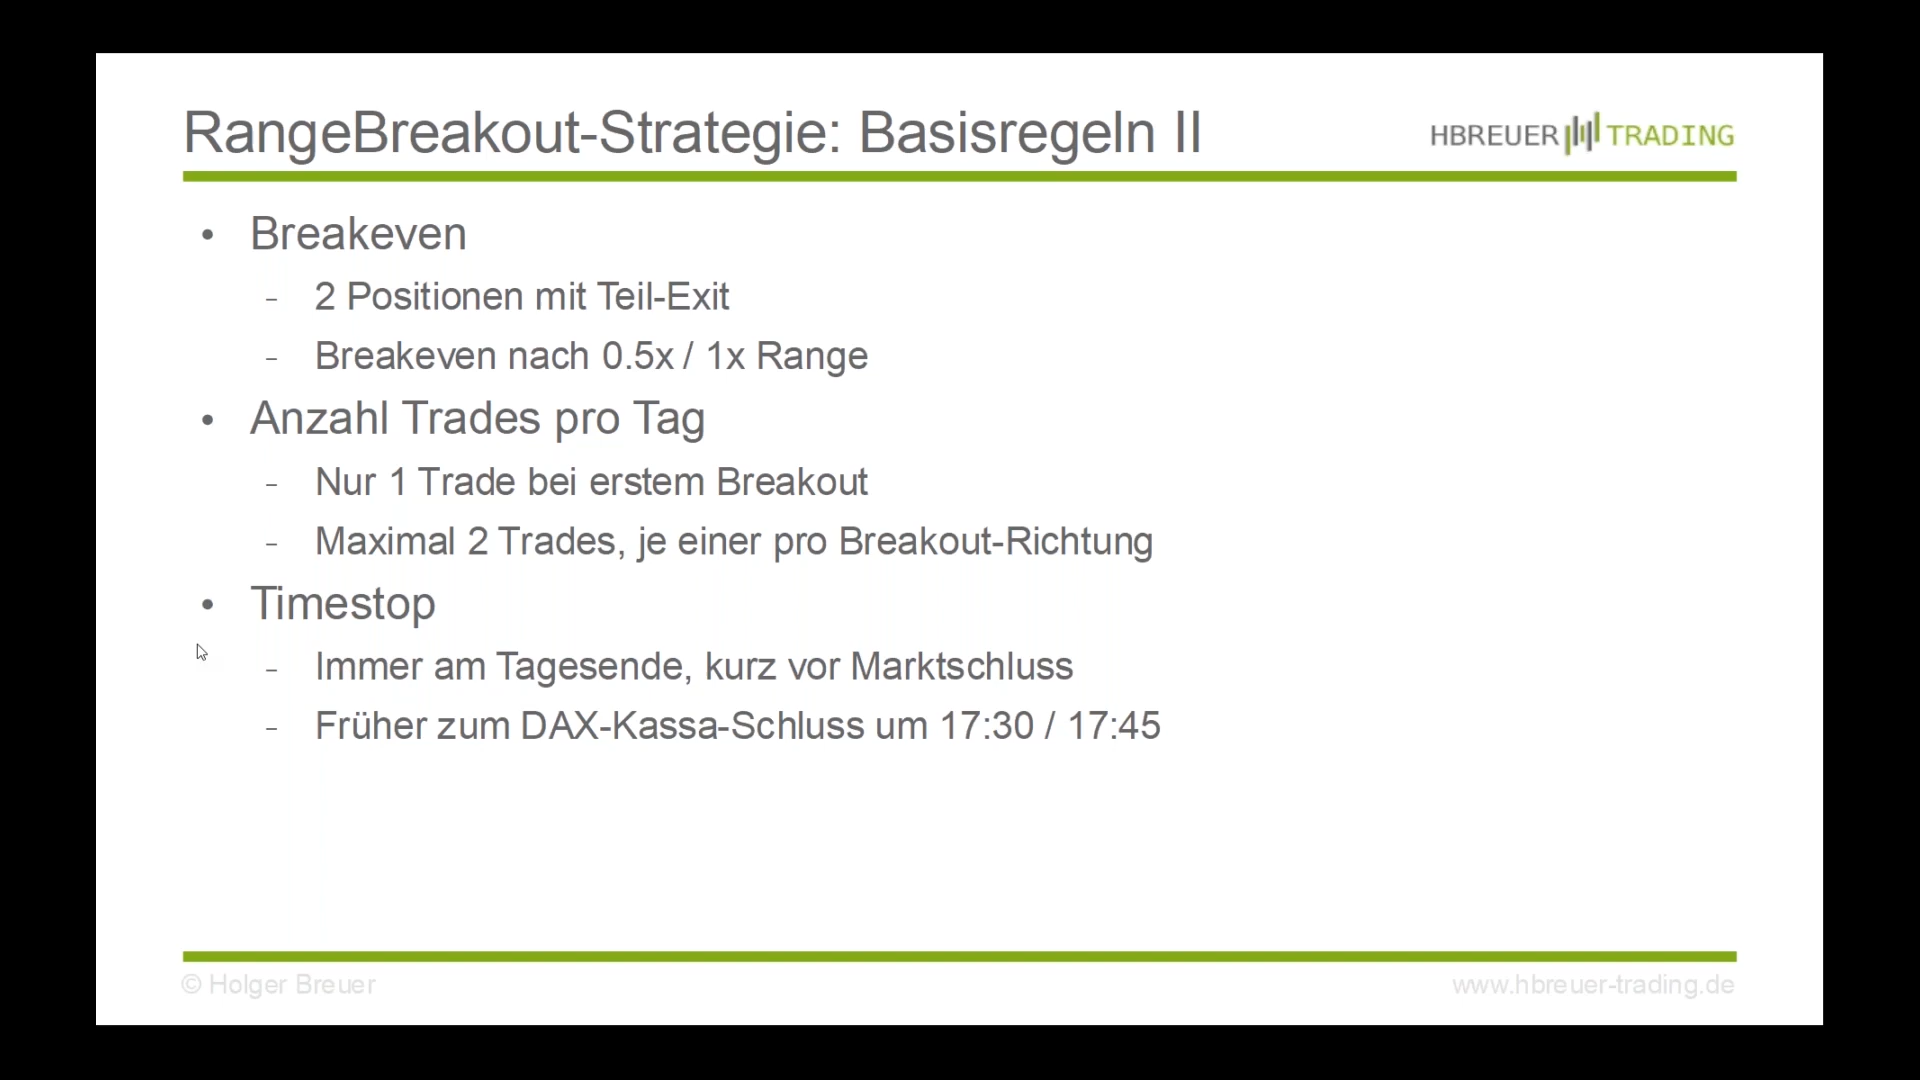 RangeBreakout-Strategie: Basisregeln II
HBREUER TRADING
• Breakeven
- 2 Positionen mit Teil-Exit
- Breakeven nach 0.5x / 1x Range
• Anzahl Trades pro Tag
- Nur 1 Trade bei erstem Breakout
- Maximal 2 Trades, je einer pro Breakout-Richtung
• Timestop
- Immer am Tagesende, kurz vor Marktschluss
- Früher zum DAX-Kassa-Schluss um 17:30 / 17:45
© Holger Breuer
www.hbreuer-trading.de